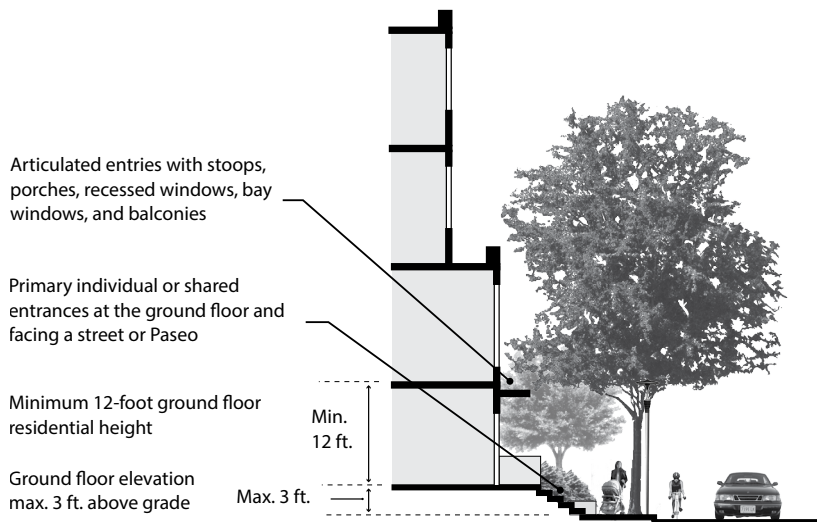 Articulated entries with stoops,
porches, recessed windows, bay
windows, and balconies
Primary individual or shared
entrances at the ground floor and
facing a street or Paseo
Minimum 12-foot ground floor
residential height
Min.
12 ft.
Ground floor elevation
max. 3 ft. above grade
Max. 3 ft.